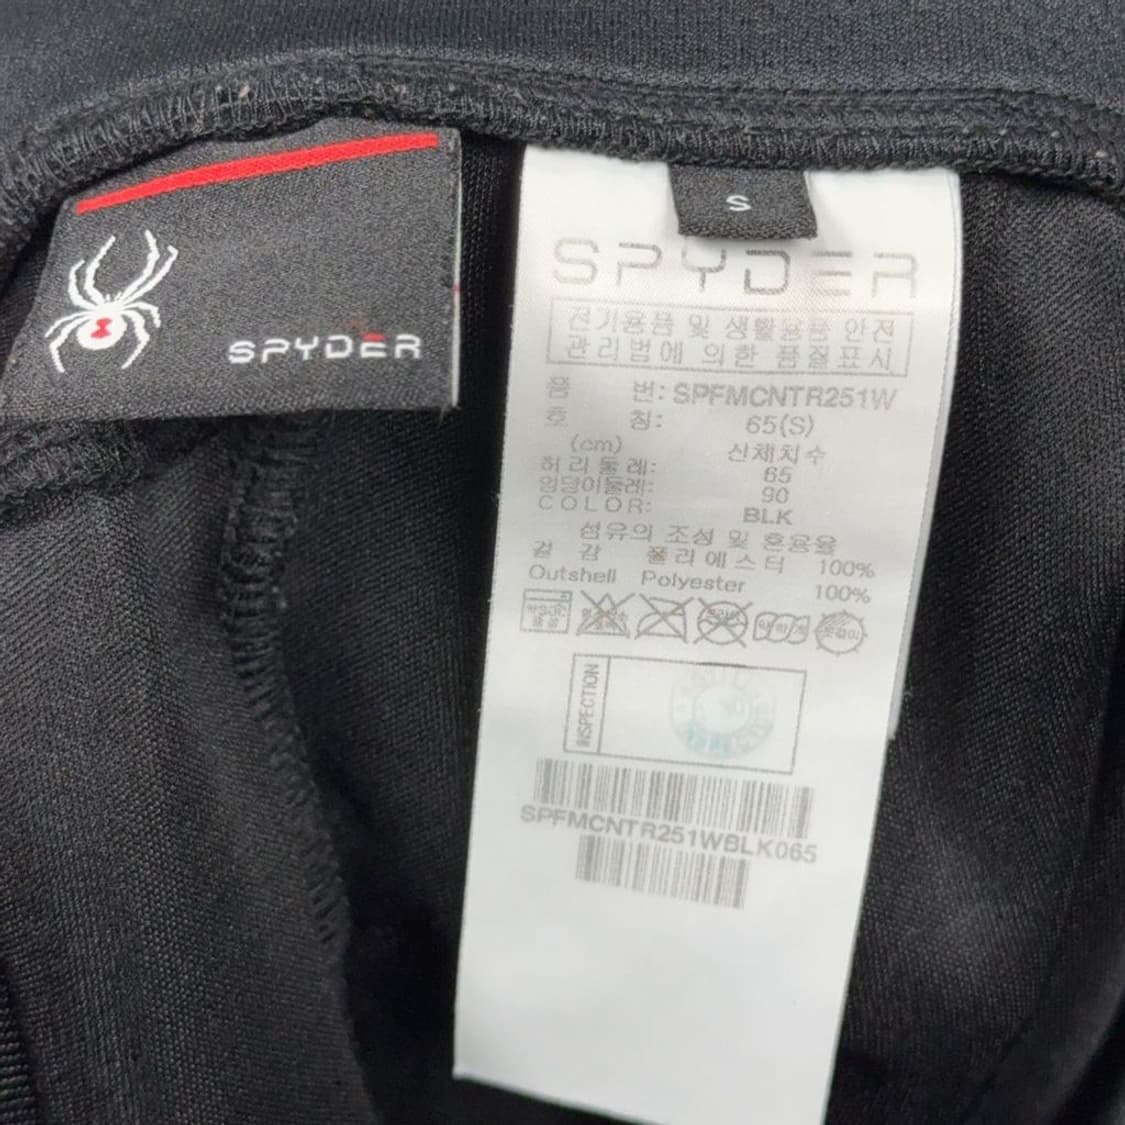 SPYDER
S
SPYDER
전기용품 및 생활용품 안전
관리법에 의한 품질표시
품 번: SPFMCNTR251W
호 칭: 65(S)
(cm) 신체치수
허리둘레: 65
엉덩이둘레: 90
COLOR: BLK
섬유의 조성 및 혼용율
겉 감 폴리에스터 100%
Outshell Polyester 100%
INSPECTION
SPFMCNTR251WBLK065